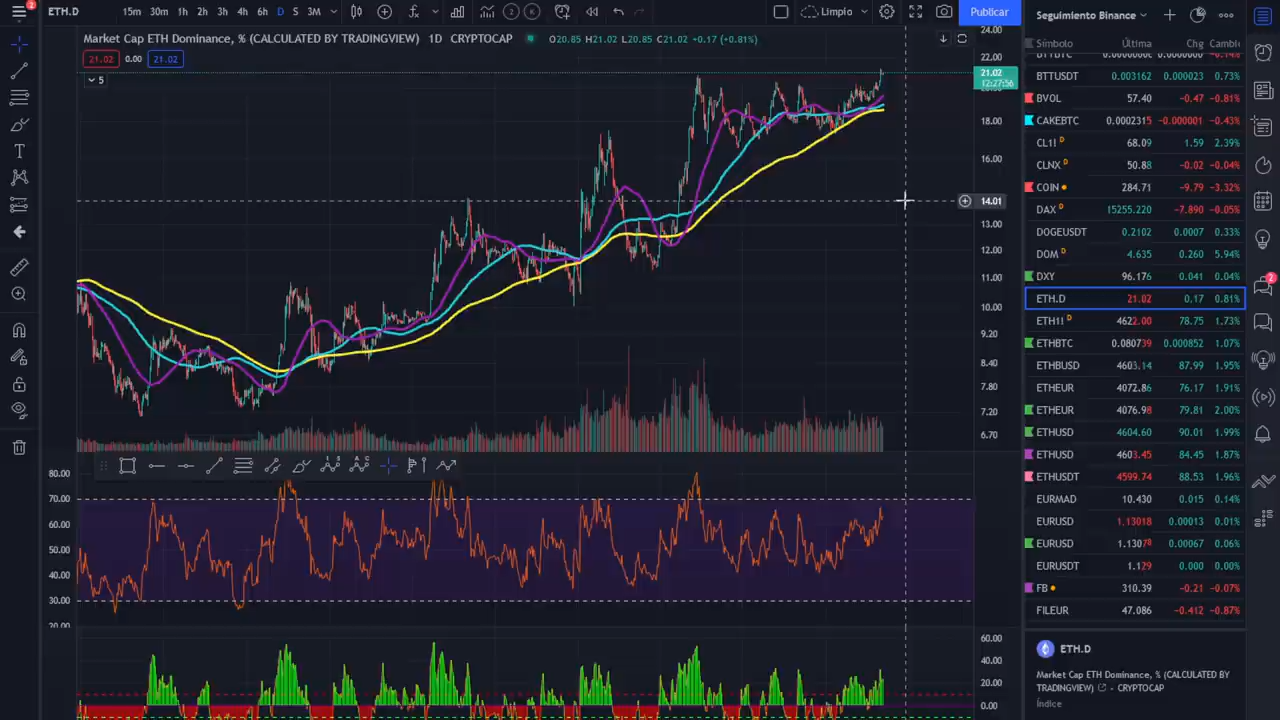 2
ETH.D 15m 30m 1h 2h 3h 4h 6h D S 3M 2 K Limpio Publicar
Market Cap ETH Dominance, % (CALCULATED BY TRADINGVIEW) 1D CRYPTOCAP O20.85 H21.02 L20.85 C21.02 +0.17 (+0.81%)
21.02 0.00 21.02
5
24.00
22.00
21.02
12:27:56
18.00
16.00
14.01
13.00
12.00
11.00
10.00
9.20
8.40
7.80
7.20
6.70
80.00
70.00
60.00
50.00
40.00
30.00
20.00
60.00
40.00
20.00
0.00
Seguimiento Binance
Símbolo Última Chg Cambio
BTTUSDT 0.003162 0.000023 0.73%
BVOL 57.40 -0.47 -0.81%
CAKEBTC 0.0002315 -0.000001 -0.43%
CL1! D 68.09 1.59 2.39%
CLNX D 50.88 -0.02 -0.04%
COIN 284.71 -9.79 -3.32%
DAX D 15255.220 -7.890 -0.05%
DOGEUSDT 0.2102 0.0007 0.33%
DOM D 4.635 0.260 5.94%
DXY 96.176 0.041 0.04%
ETH.D 21.02 0.17 0.81%
ETH1! D 4622.00 78.75 1.73%
ETHBTC 0.080739 0.000852 1.07%
ETHBUSD 4603.14 87.99 1.95%
ETHEUR 4072.86 76.17 1.91%
ETHEUR 4076.98 79.81 2.00%
ETHUSD 4604.60 90.01 1.99%
ETHUSD 4603.45 84.45 1.87%
ETHUSDT 4599.74 88.53 1.96%
EURMAD 10.430 0.015 0.14%
EURUSD 1.13018 0.00013 0.01%
EURUSD 1.13070 0.00067 0.06%
EURUSDT 1.129 0.000 0.00%
FB 310.39 -0.21 -0.07%
FILEUR 47.086 -0.412 -0.87%
ETH.D
Market Cap ETH Dominance, % (CALCULATED BY
TRADINGVIEW) - CRYPTOCAP
Índice
2